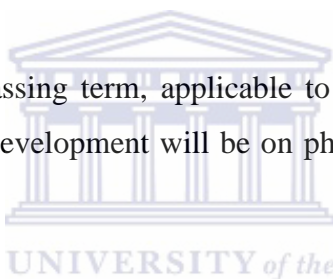 assing term, applicable to
evelopment will be on ph
UNIVERSITY of the